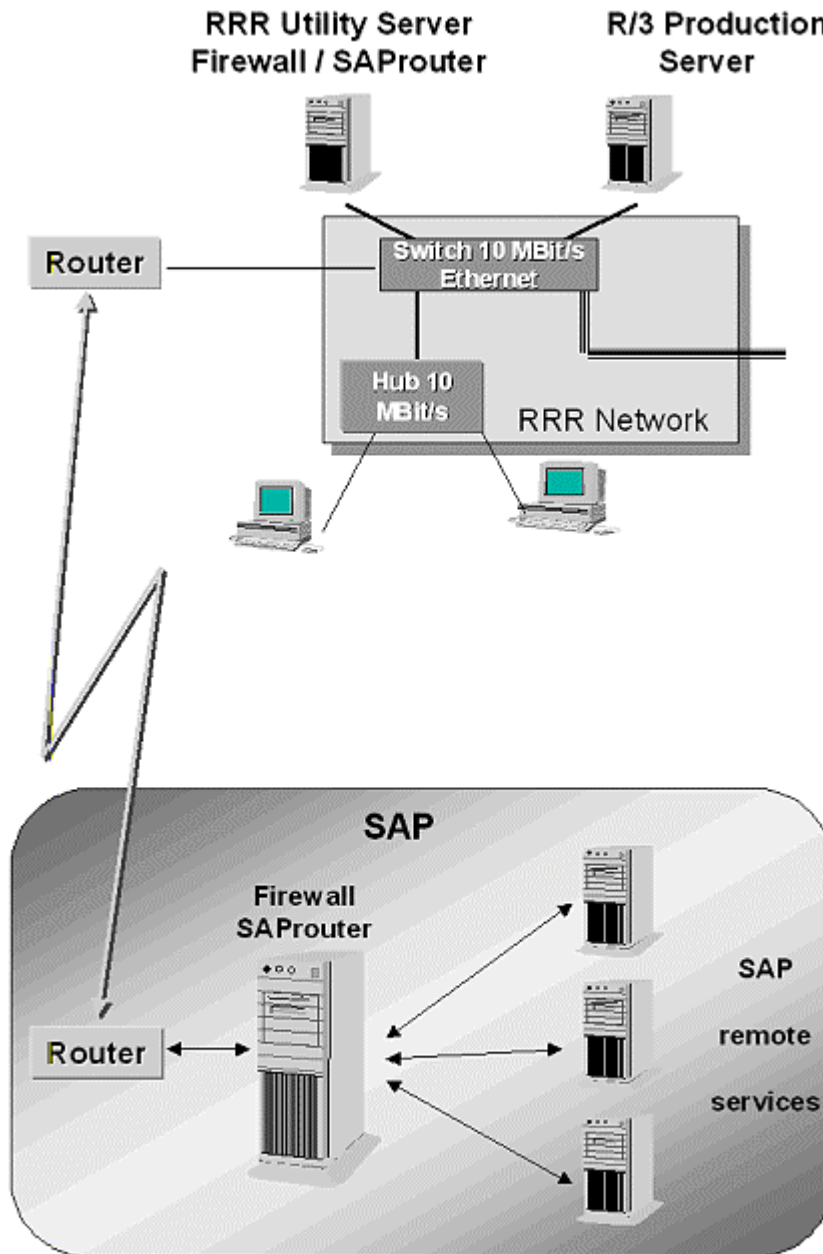 RRR Utility Server
Firewall / SAProuter
R/3 Production
Server
Router
Switch 10 MBit/s
Ethernet
Hub 10
MBit/s
RRR Network
SAP
Firewall
SAProuter
Router
SAP
remote
services